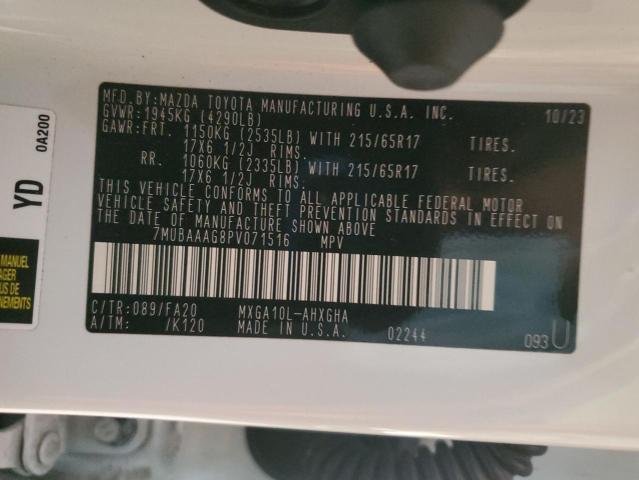 MFD.BY:MAZDA TOYOTA MANUFACTURING U.S.A. INC. 10/23
GVWR:1945KG (4290LB)
GAWR:FRT. 1150KG (2535LB) WITH 215/65R17 TIRES.
17X6 1/2J RIMS.
RR. 1060KG (2335LB) WITH 215/65R17 TIRES.
17X6 1/2J RIMS.
THIS VEHICLE CONFORMS TO ALL APPLICABLE FEDERAL MOTOR
VEHICLE SAFETY AND THEFT PREVENTION STANDARDS IN EFFECT ON
THE DATE OF MANUFACTURE SHOWN ABOVE
7MUBAAAG8PV071516 MPV
C/TR:089/FA20 MXGA10L-AHXGHA
A/TM: /K120 MADE IN U.S.A. 02244 093U
YD 0A200
MANUEL
US DE